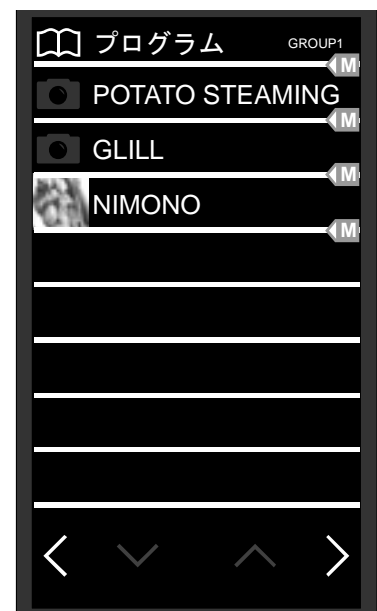 プログラム GROUP1
M
POTATO STEAMING
M
GLILL
M
NIMONO
M